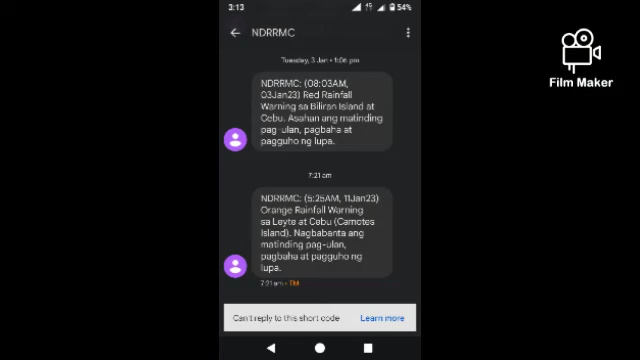 3:13
54%
NDRRMC
Tuesday, 3 Jan • 1:06 pm
NDRRMC: (08:03AM,
03Jan23) Red Rainfall
Warning sa Biliran Island at
Cebu. Asahan ang matinding
pag-ulan, pagbaha at
pagguho ng lupa.
7:21 am
NDRRMC: (5:25AM, 11Jan23)
Orange Rainfall Warning
sa Leyte at Cebu (Camotes
Island). Nagbabanta ang
matinding pag-ulan,
pagbaha at pagguho ng
lupa.
7:21 am • TM
Can't reply to this short code
Learn more
Film Maker